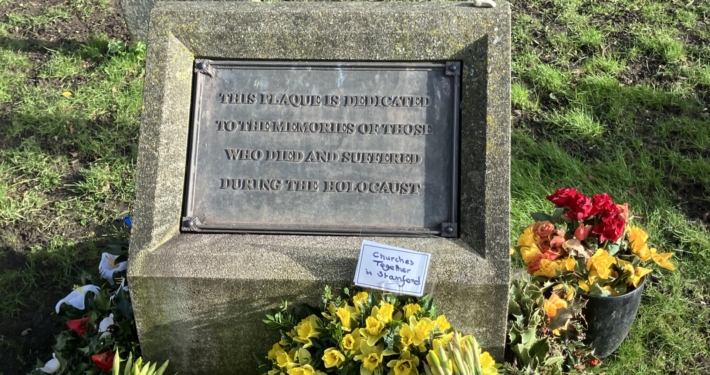 THIS PLAQUE IS DEDICATED
TO THE MEMORIES OF THOSE
WHO DIED AND SUFFERED
DURING THE HOLOCAUST
Churches
Together
in Stamford